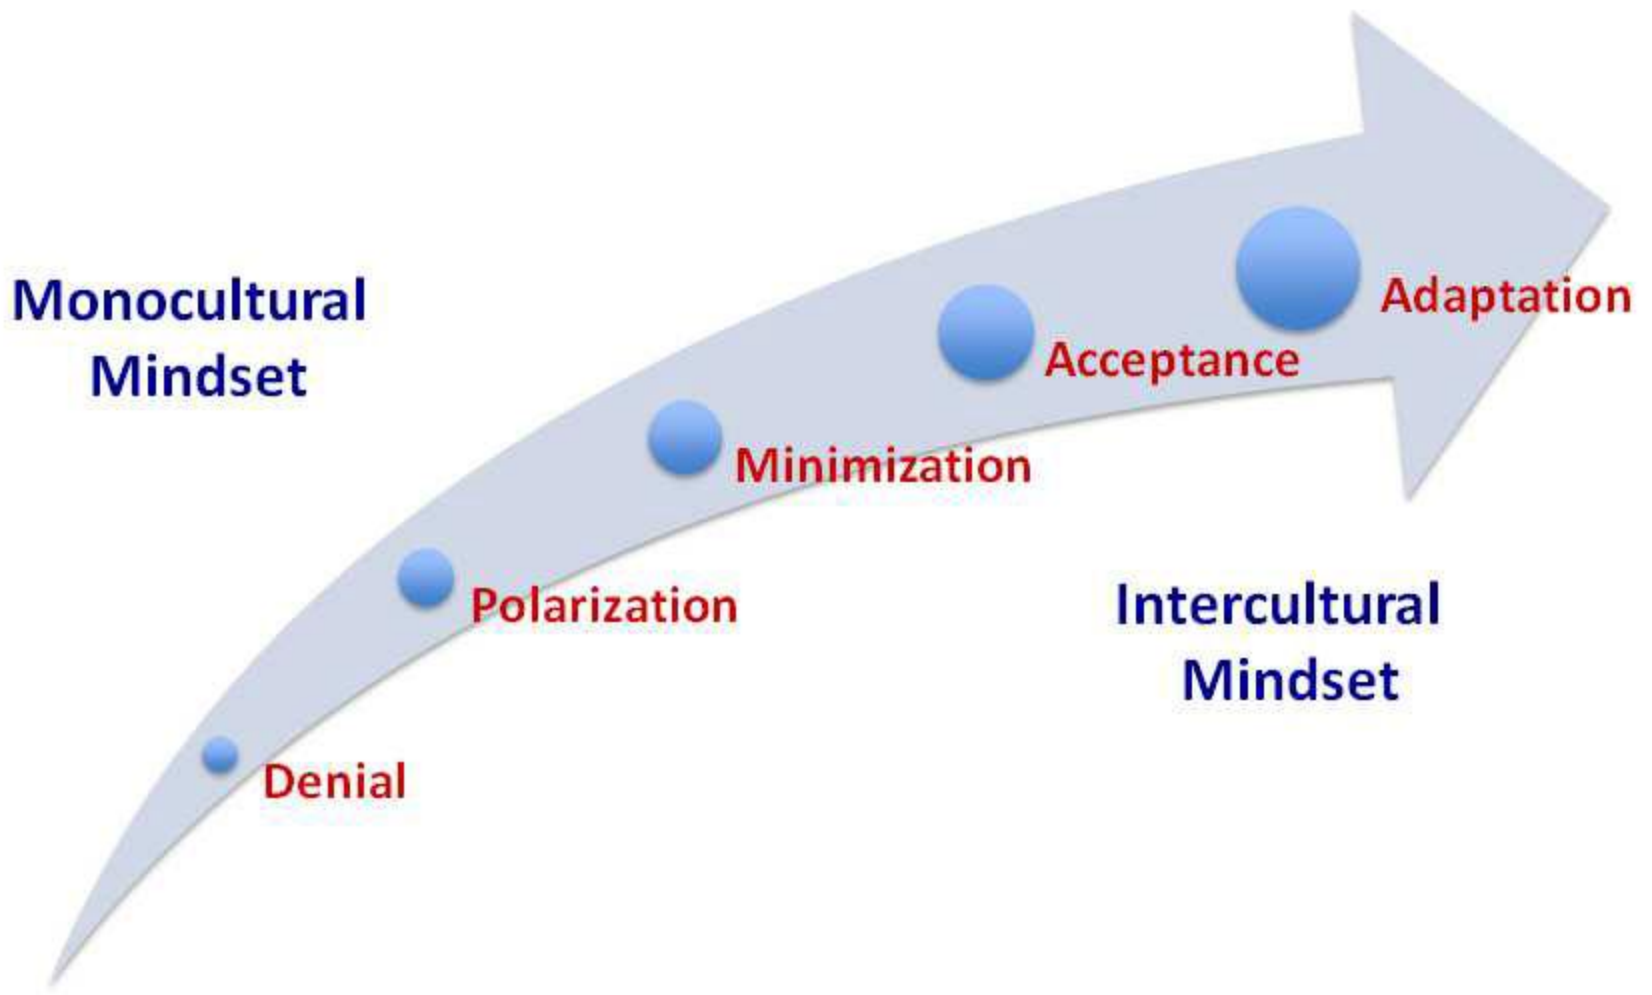 Monocultural
Mindset
Adaptation
Acceptance
Minimization
Polarization
Intercultural
Mindset
Denial